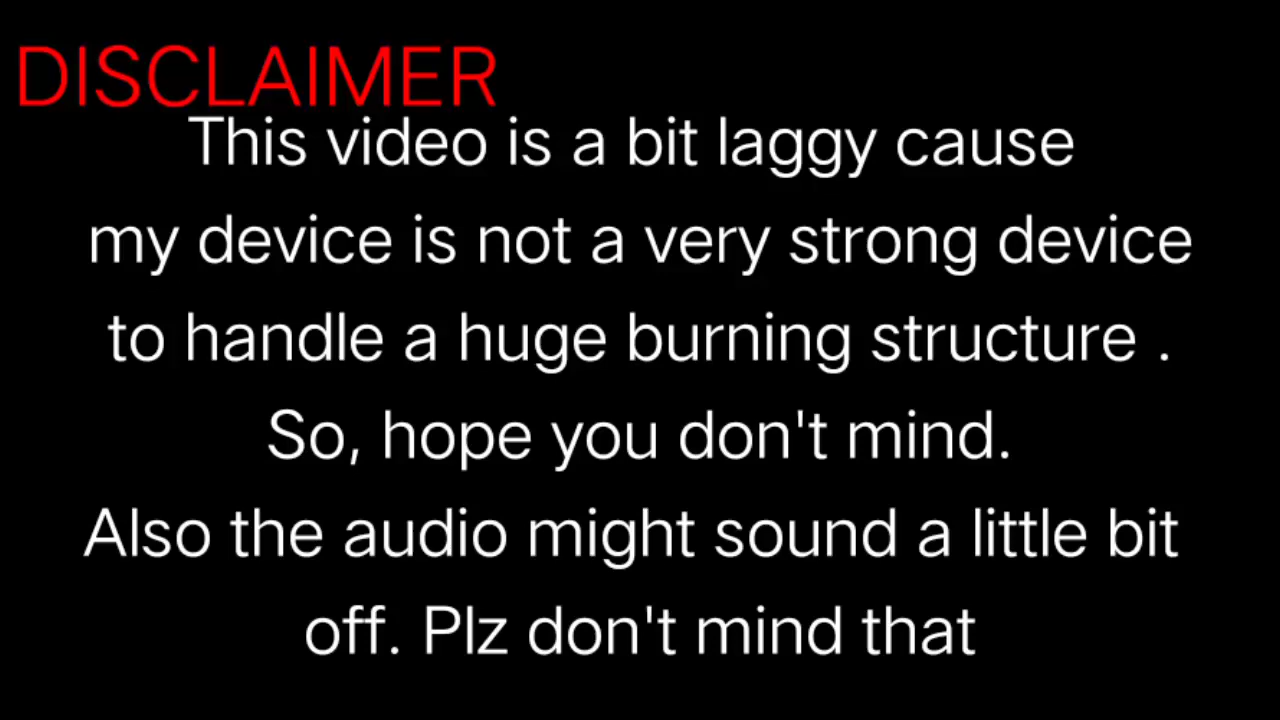 DISCLAIMER
This video is a bit laggy cause
my device is not a very strong device
to handle a huge burning structure .
So, hope you don't mind.
Also the audio might sound a little bit
off. Plz don't mind that